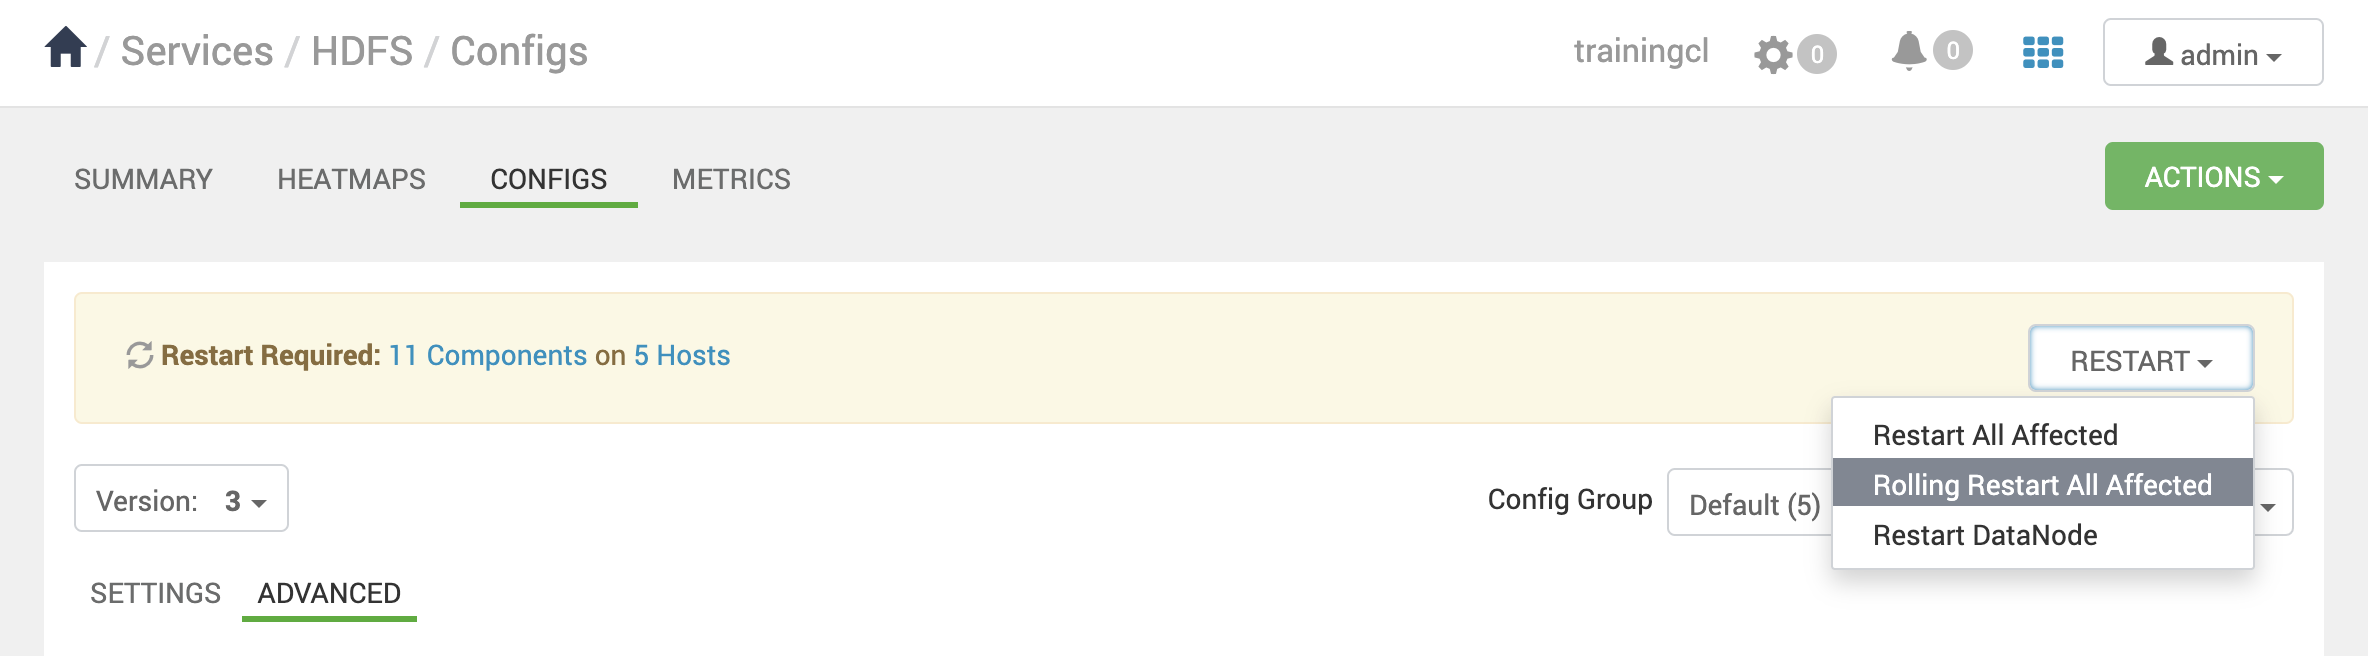 / Services / HDFS / Configs
trainingcl 0 0 admin
SUMMARY HEATMAPS CONFIGS METRICS ACTIONS
Restart Required: 11 Components on 5 Hosts
RESTART
Restart All Affected
Rolling Restart All Affected
Restart DataNode
Version: 3
Config Group Default (5)
SETTINGS ADVANCED